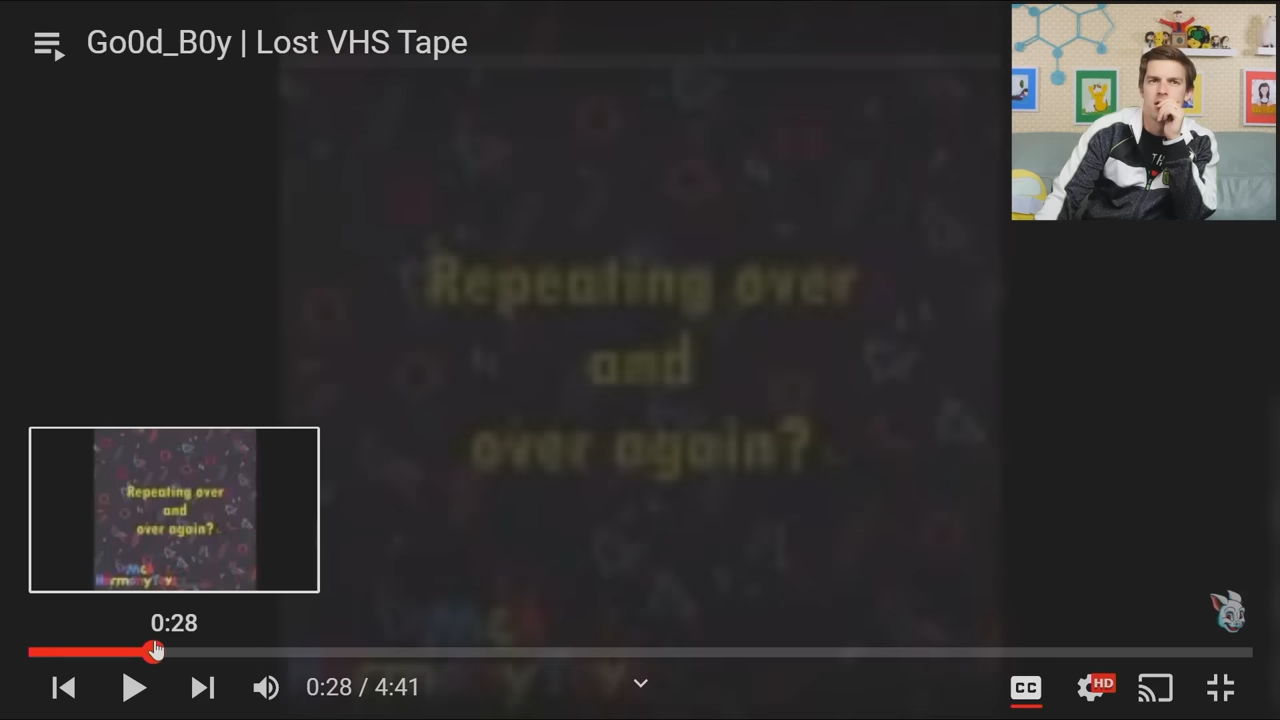 Go0d_B0y | Lost VHS Tape
Repeating over
and
over again?
Repeating over
and
over again?
0:28
0:28 / 4:41
CC
HD